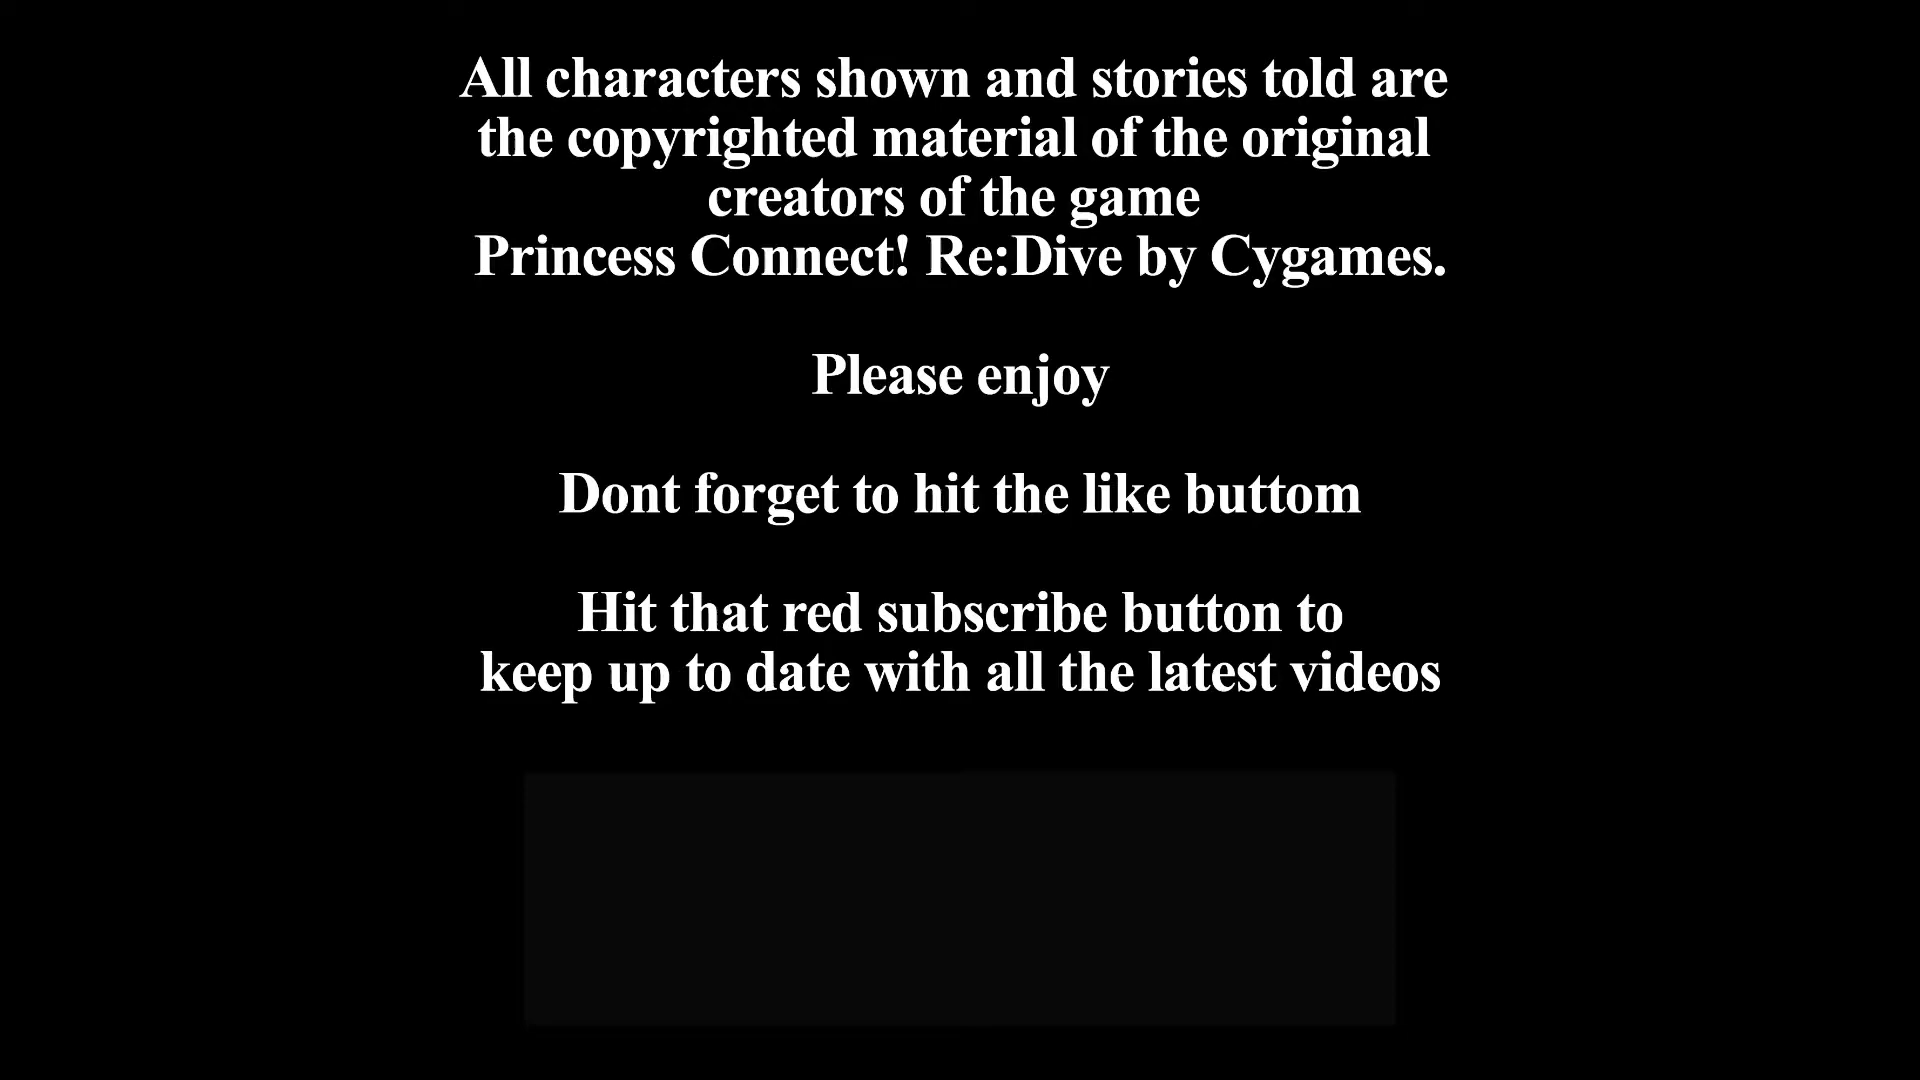 All characters shown and stories told are
the copyrighted material of the original
creators of the game
Princess Connect! Re:Dive by Cygames.
Please enjoy
Dont forget to hit the like buttom
Hit that red subscribe button to
keep up to date with all the latest videos